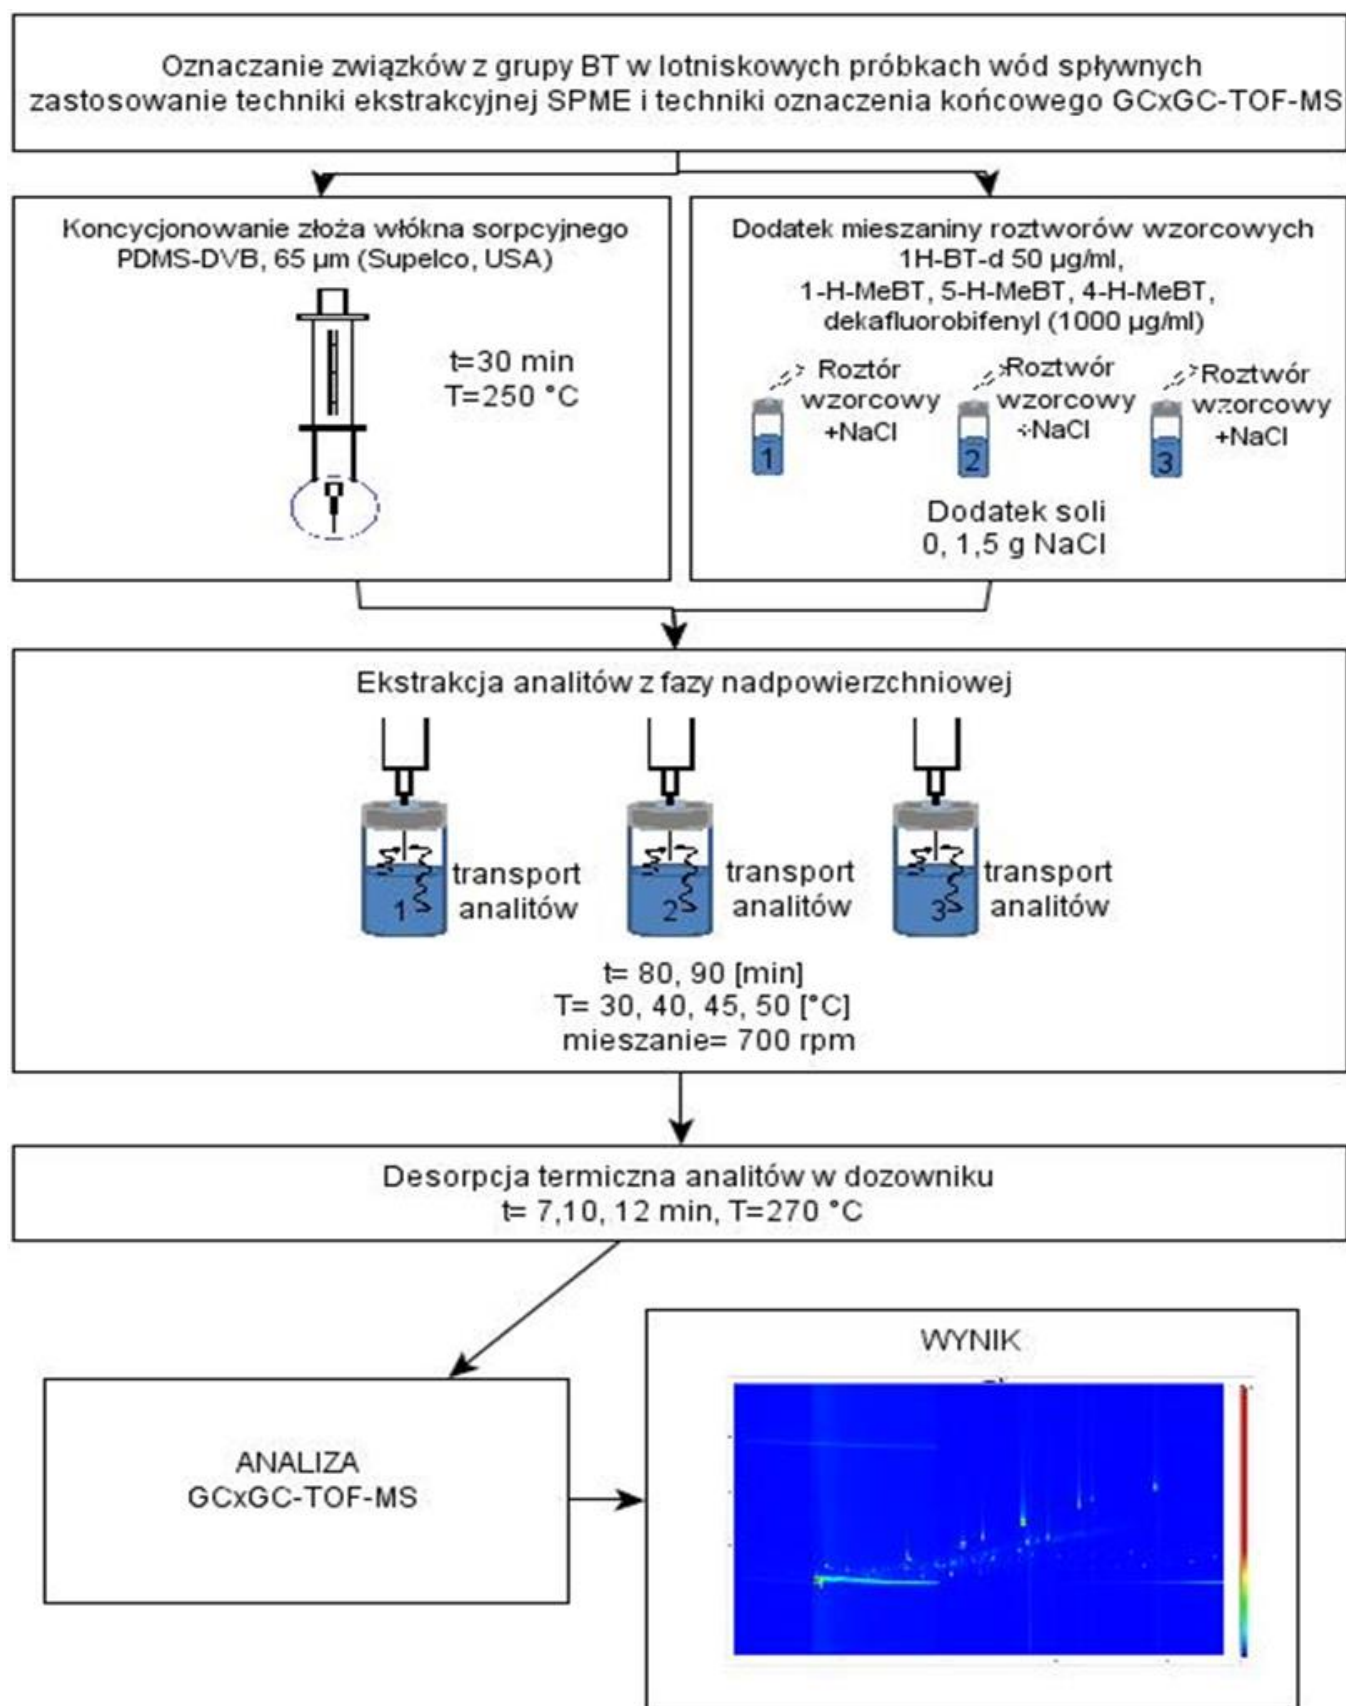 Oznaczanie związków z grupy BT w lotniskowych próbkach wód spływnych
zastosowanie techniki ekstrakcyjnej SPME i techniki oznaczenia końcowego GCxGC-TOF-MS
Koncycjonowanie złoża włókna sorpcyjnego
PDMS-DVB, 65 µm (Supelco, USA)
t=30 min
T=250 °C
Dodatek mieszaniny roztworów wzorcowych
1H-BT-d 50 µg/ml,
1-H-MeBT, 5-H-MeBT, 4-H-MeBT,
dekafluorobifenyl (1000 µg/ml)
Roztór
wzorcowy
+NaCl
1
Roztwór
wzorcowy
+NaCl
2
Roztwór
wzorcowy
+NaCl
3
Dodatek soli
0, 1,5 g NaCl
Ekstrakcja analitów z fazy nadpowierzchniowej
1
transport
analitów
2
transport
analitów
3
transport
analitów
t= 80, 90 [min]
T= 30, 40, 45, 50 [°C]
mieszanie= 700 rpm
Desorpcja termiczna analitów w dozowniku
t= 7,10, 12 min, T=270 °C
ANALIZA
GCxGC-TOF-MS
WYNIK